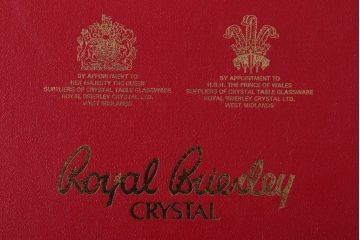 BY APPOINTMENT TO
HER MAJESTY THE QUEEN
SUPPLIERS OF CRYSTAL TABLE GLASSWARE
ROYAL BRIERLEY CRYSTAL LTD.
WEST MIDLANDS
BY APPOINTMENT TO
H.R.H. THE PRINCE OF WALES
SUPPLIERS OF CRYSTAL TABLE GLASSWARE
ROYAL BRIERLEY CRYSTAL LTD.
WEST MIDLANDS
Royal Brierley
CRYSTAL